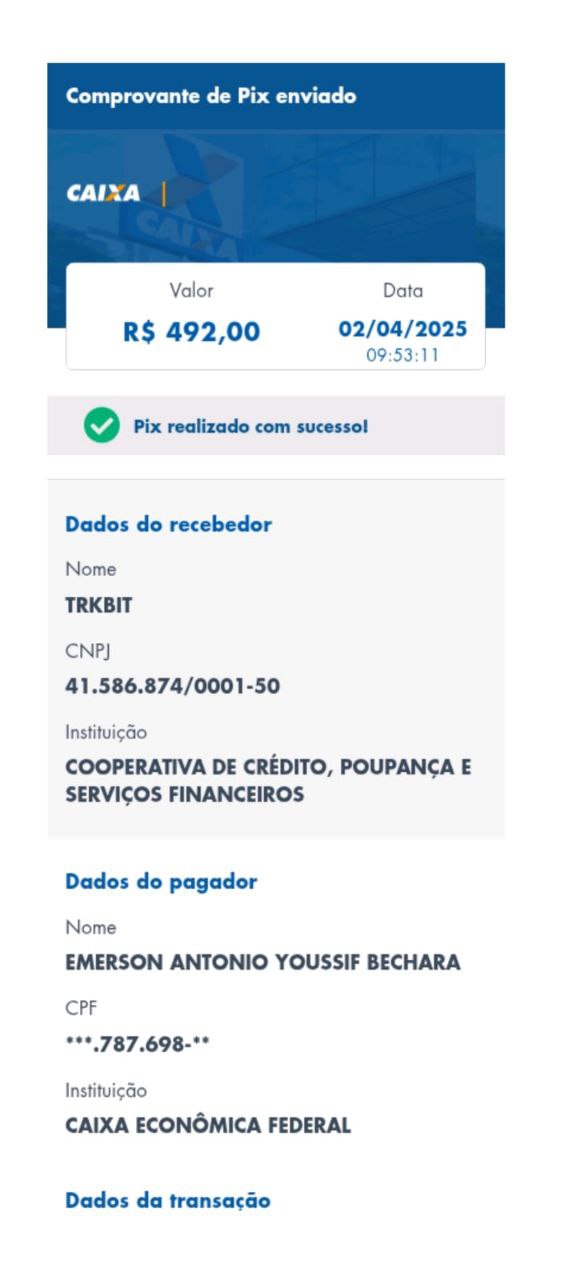 Comprovante de Pix enviado
CAIXA
CAIXA
Valor
Data
R$ 492,00
02/04/2025
09:53:11
Pix realizado com sucesso!
Dados do recebedor
Nome
TRKBIT
CNPJ
41.586.874/0001-50
Instituição
COOPERATIVA DE CRÉDITO, POUPANÇA E
SERVIÇOS FINANCEIROS
Dados do pagador
Nome
EMERSON ANTONIO YOUSSIF BECHARA
CPF
***.787.698-**
Instituição
CAIXA ECONÔMICA FEDERAL
Dados da transação